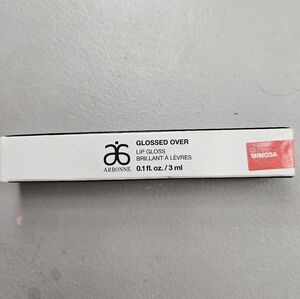 GLOSSED OVER
LIP GLOSS
BRILLANT À LÈVRES
0.1 fl. oz. / 3 ml
ARBONNE
MIMOSA